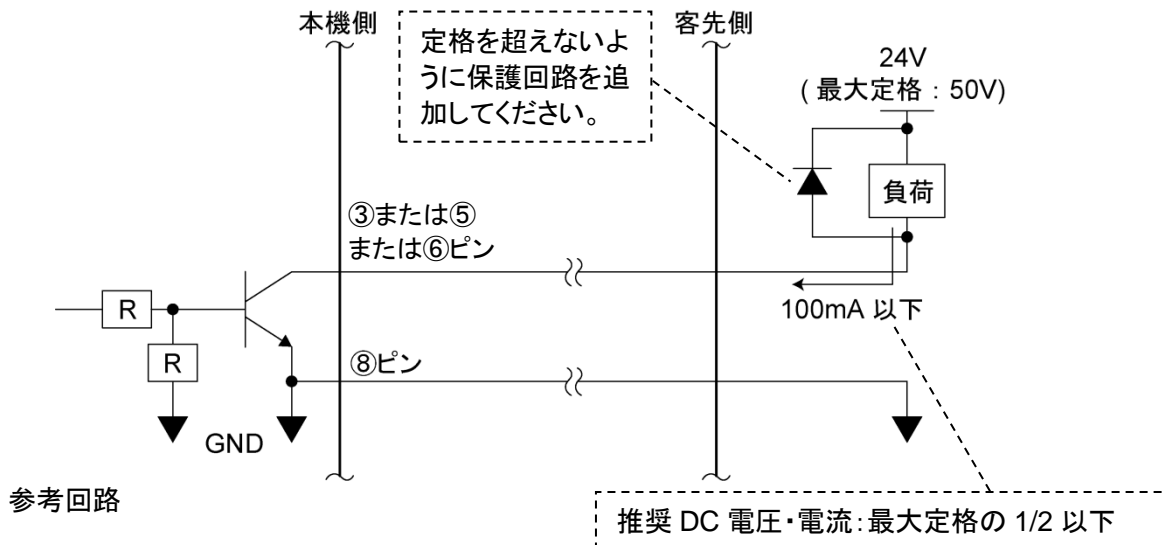 本機側
客先側
定格を超えないよ
うに保護回路を追
加してください。
24V
( 最大定格 : 50V)
負荷
③または⑤
または⑥ピン
100mA 以下
R
R
⑧ピン
GND
参考回路
推奨 DC 電圧・電流：最大定格の 1/2 以下